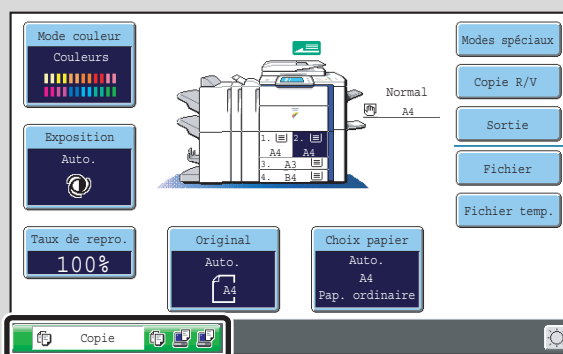 Mode couleur
Couleurs
Modes spéciaux
Copie R/V
Sortie
Fichier
Fichier temp.
Normal
A4
Exposition
Auto.
1. 2.
A4 A4
3. A3
4. B4
Taux de repro.
100%
Original
Auto.
A4
Choix papier
Auto.
A4
Pap. ordinaire
Copie